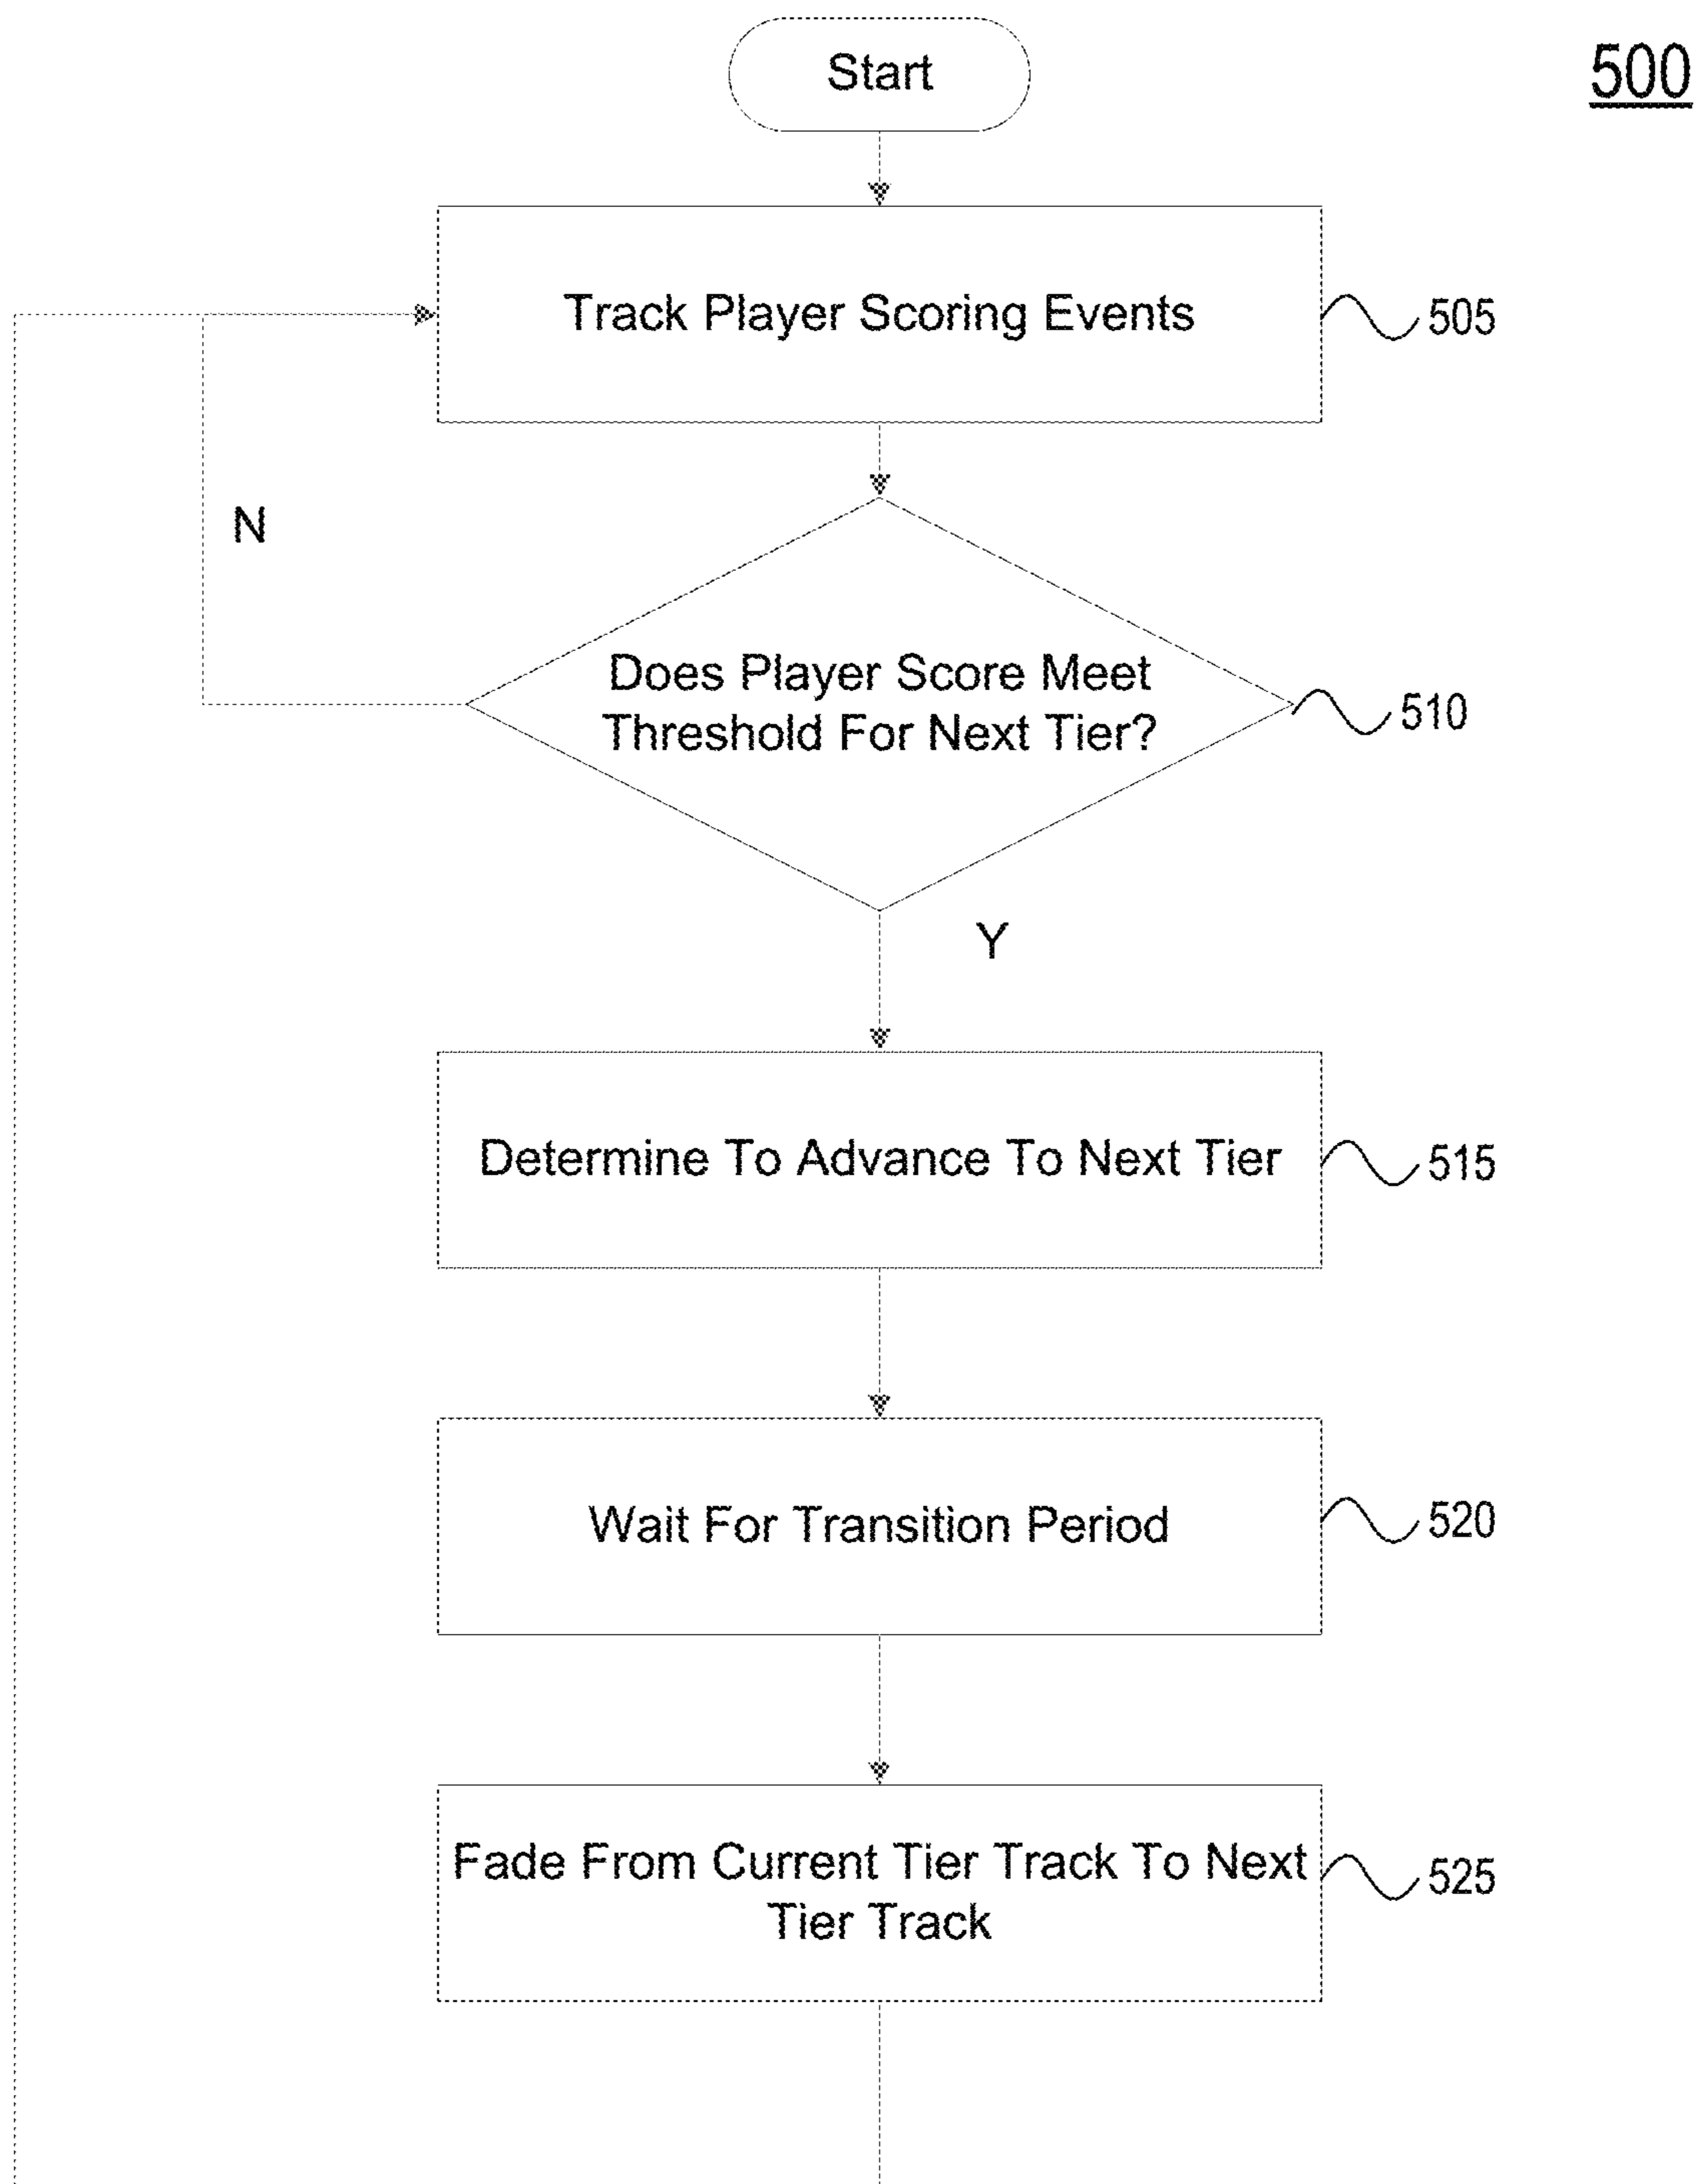 Start
500
Track Player Scoring Events
505
N
Does Player Score Meet
Threshold For Next Tier?
510
Y
Determine To Advance To Next Tier
515
Wait For Transition Period
520
Fade From Current Tier Track To Next
Tier Track
525